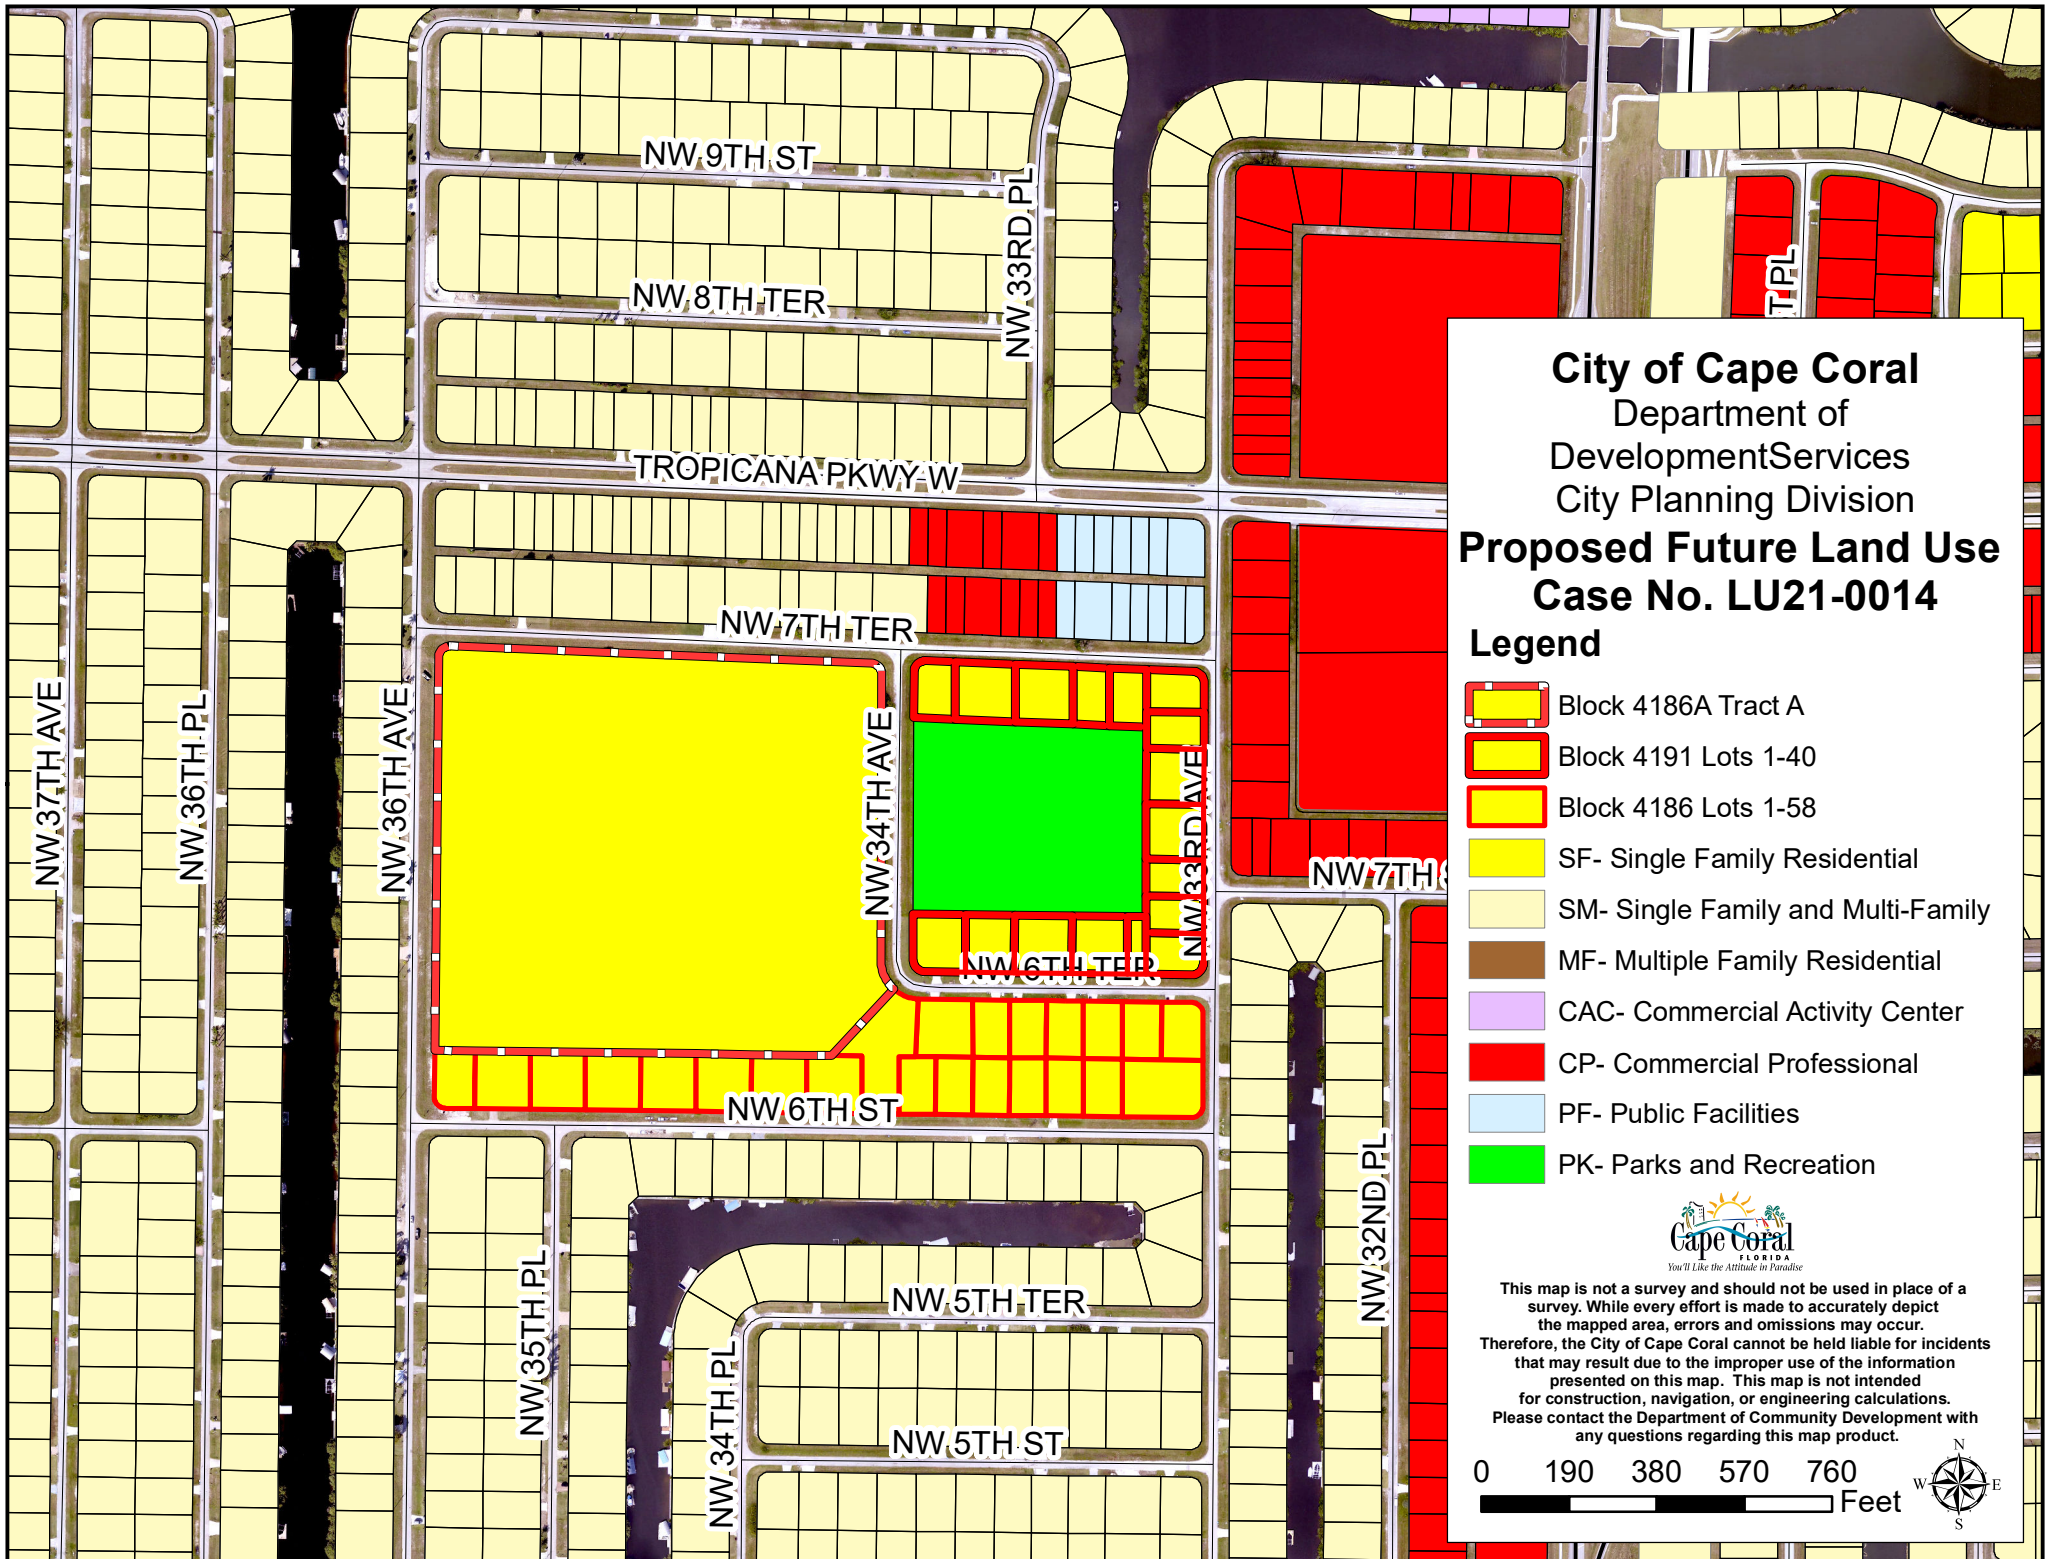 NW 9TH ST
NW 33RD PL
NW 8TH TER
TROPICANA PKWY W
NW 7TH TER
NW 37TH AVE
NW 36TH PL
NW 36TH AVE
NW 34TH AVE
NW 33RD AVE
NW 6TH TER
NW 6TH ST
NW 7TH S
T PL
NW 32ND PL
NW 35TH PL
NW 34TH PL
NW 5TH TER
NW 5TH ST
City of Cape Coral
Department of
DevelopmentServices
City Planning Division
Proposed Future Land Use
Case No. LU21-0014
Legend
Block 4186A Tract A
Block 4191 Lots 1-40
Block 4186 Lots 1-58
SF- Single Family Residential
SM- Single Family and Multi-Family
MF- Multiple Family Residential
CAC- Commercial Activity Center
CP- Commercial Professional
PF- Public Facilities
PK- Parks and Recreation
Cape Coral
FLORIDA
You'll Like the Attitude in Paradise
This map is not a survey and should not be used in place of a
survey. While every effort is made to accurately depict
the mapped area, errors and omissions may occur.
Therefore, the City of Cape Coral cannot be held liable for incidents
that may result due to the improper use of the information
presented on this map. This map is not intended
for construction, navigation, or engineering calculations.
Please contact the Department of Community Development with
any questions regarding this map product.
0 190 380 570 760
Feet
N
W E
S